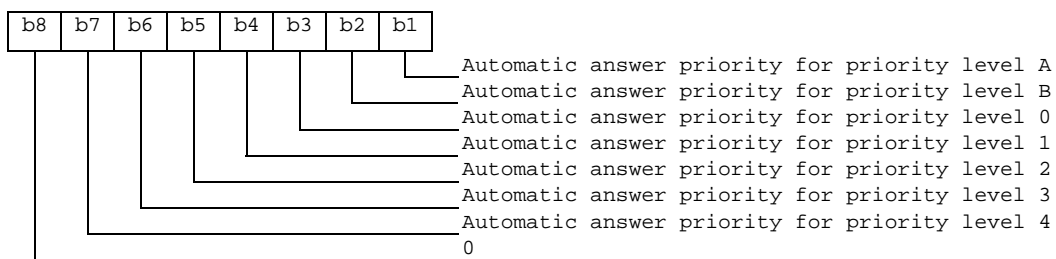 b8 b7 b6 b5 b4 b3 b2 b1
Automatic answer priority for priority level A
Automatic answer priority for priority level B
Automatic answer priority for priority level 0
Automatic answer priority for priority level 1
Automatic answer priority for priority level 2
Automatic answer priority for priority level 3
Automatic answer priority for priority level 4
0